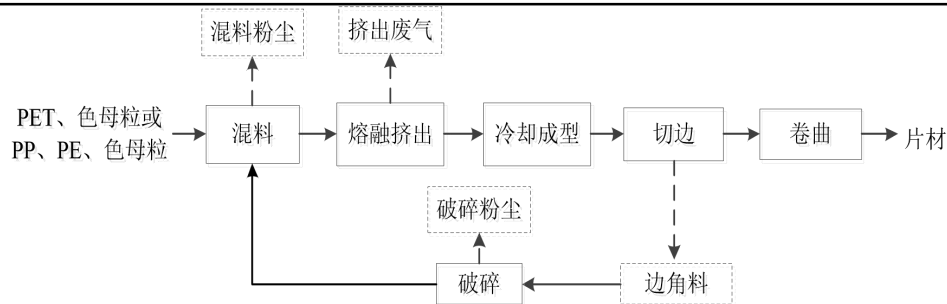 混料粉尘
挤出废气
PET、色母粒或
PP、PE、色母粒
混料
熔融挤出
冷却成型
切边
卷曲
片材
破碎粉尘
破碎
边角料